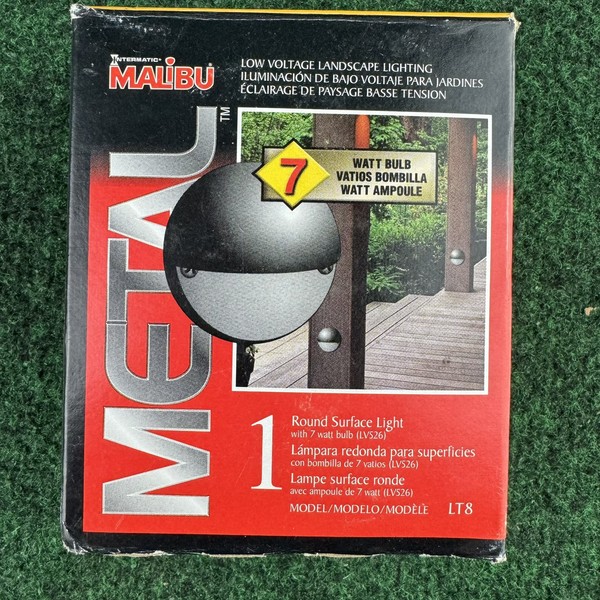 INTERMATIC®
MALIBU®
LOW VOLTAGE LANDSCAPE LIGHTING
ILUMINACIÓN DE BAJO VOLTAJE PARA JARDINES
ÉCLAIRAGE DE PAYSAGE BASSE TENSION
METAL™
7
WATT BULB
VATIOS BOMBILLA
WATT AMPOULE
1
Round Surface Light
with 7 watt bulb (LVS26)
Lámpara redonda para superficies
con bombilla de 7 vatios (LVS26)
Lampe surface ronde
avec ampoule de 7 watt (LVS26)
MODEL/MODELO/MODÈLE LT8